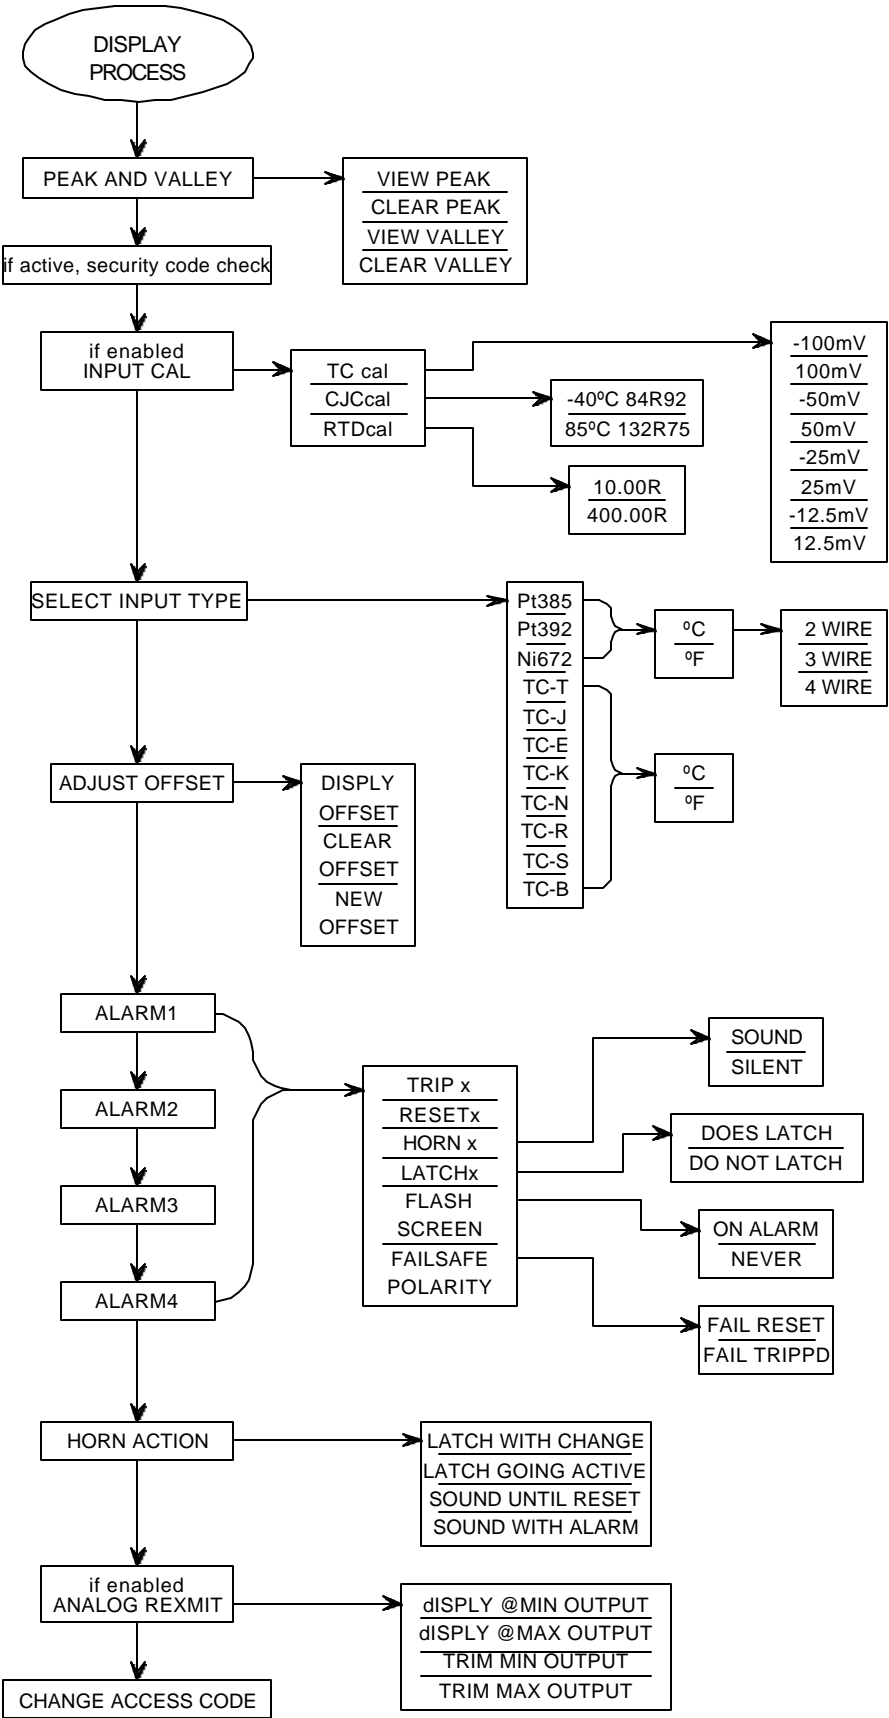 DISPLAY
PROCESS
PEAK AND VALLEY
VIEW PEAK
CLEAR PEAK
VIEW VALLEY
CLEAR VALLEY
if active, security code check
if enabled
INPUT CAL
TC cal
CJCcal
RTDcal
-100mV
100mV
-50mV
50mV
-25mV
25mV
-12.5mV
12.5mV
-40ºC 84R92
85ºC 132R75
10.00R
400.00R
SELECT INPUT TYPE
Pt385
Pt392
Ni672
TC-T
TC-J
TC-E
TC-K
TC-N
TC-R
TC-S
TC-B
ºC
ºF
2 WIRE
3 WIRE
4 WIRE
ºC
ºF
ADJUST OFFSET
DISPLY
OFFSET
CLEAR
OFFSET
NEW
OFFSET
ALARM1
ALARM2
ALARM3
ALARM4
TRIP x
RESETx
HORN x
LATCHx
FLASH
SCREEN
FAILSAFE
POLARITY
SOUND
SILENT
DOES LATCH
DO NOT LATCH
ON ALARM
NEVER
FAIL RESET
FAIL TRIPPD
HORN ACTION
LATCH WITH CHANGE
LATCH GOING ACTIVE
SOUND UNTIL RESET
SOUND WITH ALARM
if enabled
ANALOG REXMIT
dISPLY @MIN OUTPUT
dISPLY @MAX OUTPUT
TRIM MIN OUTPUT
TRIM MAX OUTPUT
CHANGE ACCESS CODE